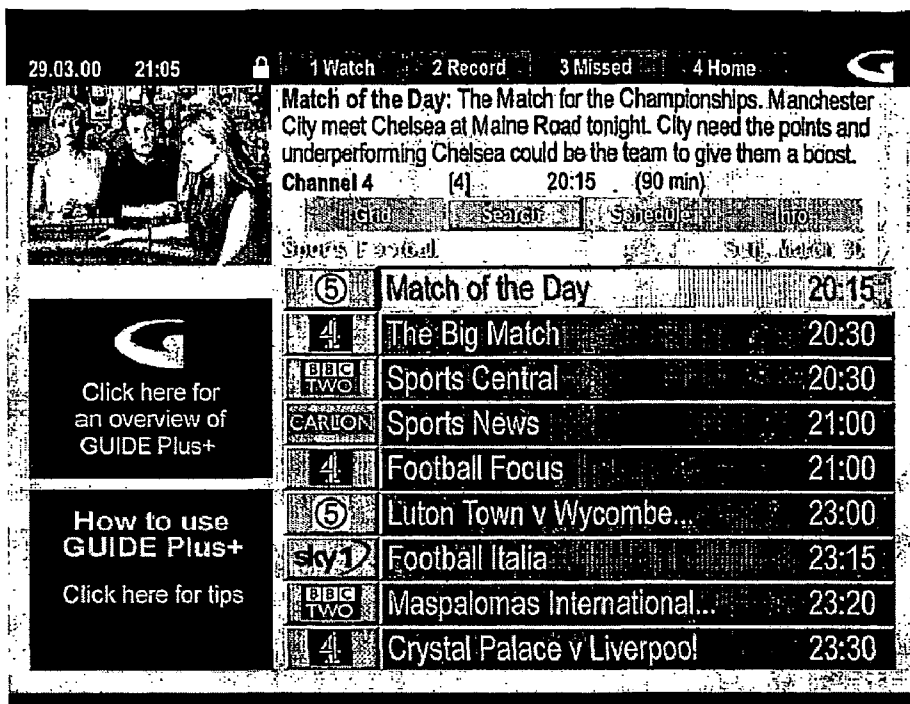 29.03.00 21:05 1 Watch 2 Record 3 Missed 4 Home
Match of the Day: The Match for the Championships. Manchester
City meet Chelsea at Maine Road tonight. City need the points and
underperforming Chelsea could be the team to give them a boost.
Channel 4 [4] 20:15 (90 min)
Grid Search Schedule Info
Sports Football March
5 Match of the Day 20:15
4 The Big Match 20:30
BBC TWO Sports Central 20:30
CARLTON Sports News 21:00
4 Football Focus 21:00
5 Luton Town v Wycombe... 23:00
sky1 Football Italia 23:15
BBC TWO Maspalomas International... 23:20
4 Crystal Palace v Liverpool 23:30
G
Click here for
an overview of
GUIDE Plus+
How to use
GUIDE Plus+
Click here for tips